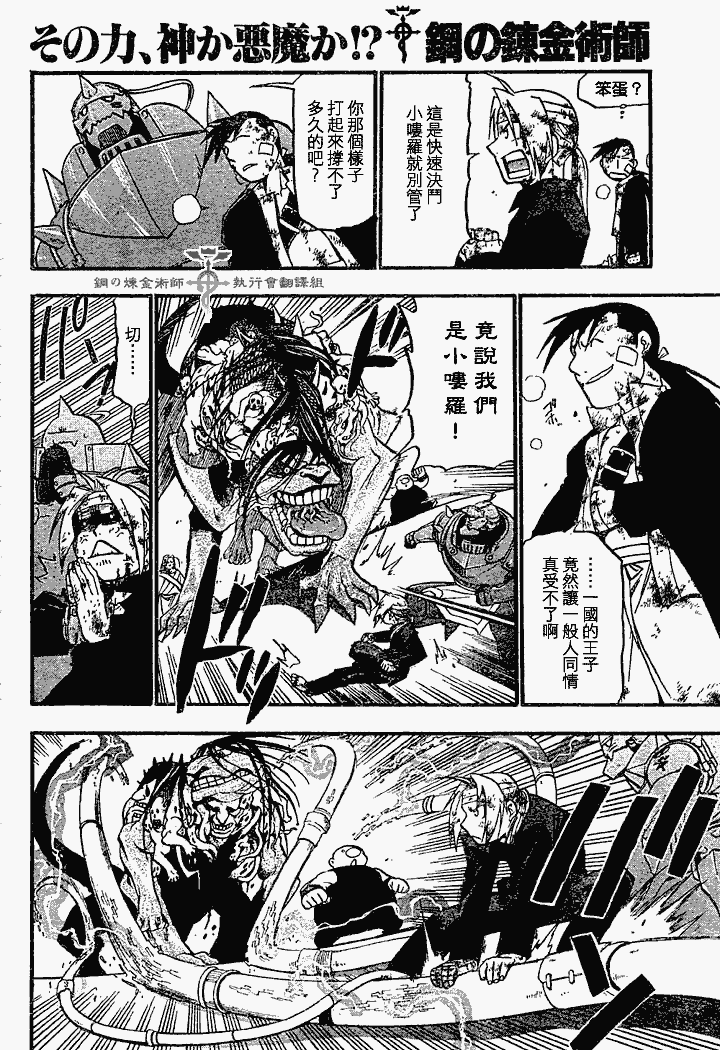 その力、神か悪魔か!?
鋼の錬金術師
笨蛋？
這是快速決鬥
小嘍羅就別管了
你那個樣子
打起來撐不了
多久的吧？
鋼の煉金術師
執行會翻譯組
……一國的王子
竟然讓一般人同情
真受不了啊
竟說我們
是小嘍羅！
切……